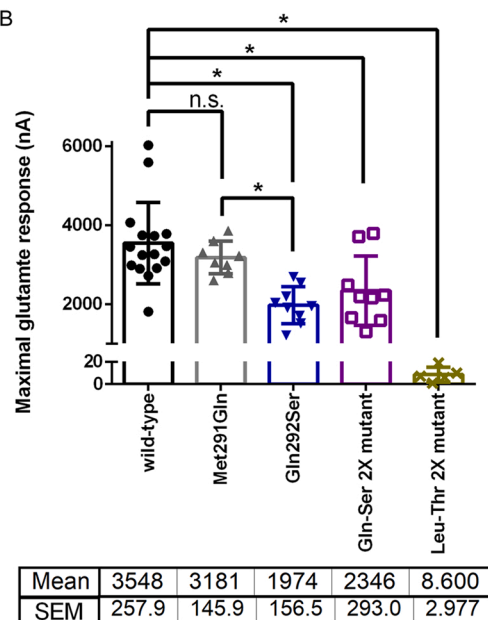 B
*
*
*
n.s.
*
Maximal glutamte response (nA)
6000
4000
2000
20
0
wild-type
Met291Gln
Gln292Ser
Gln-Ser 2X mutant
Leu-Thr 2X mutant
Mean 3548 3181 1974 2346 8.600
SEM 257.9 145.9 156.5 293.0 2.977